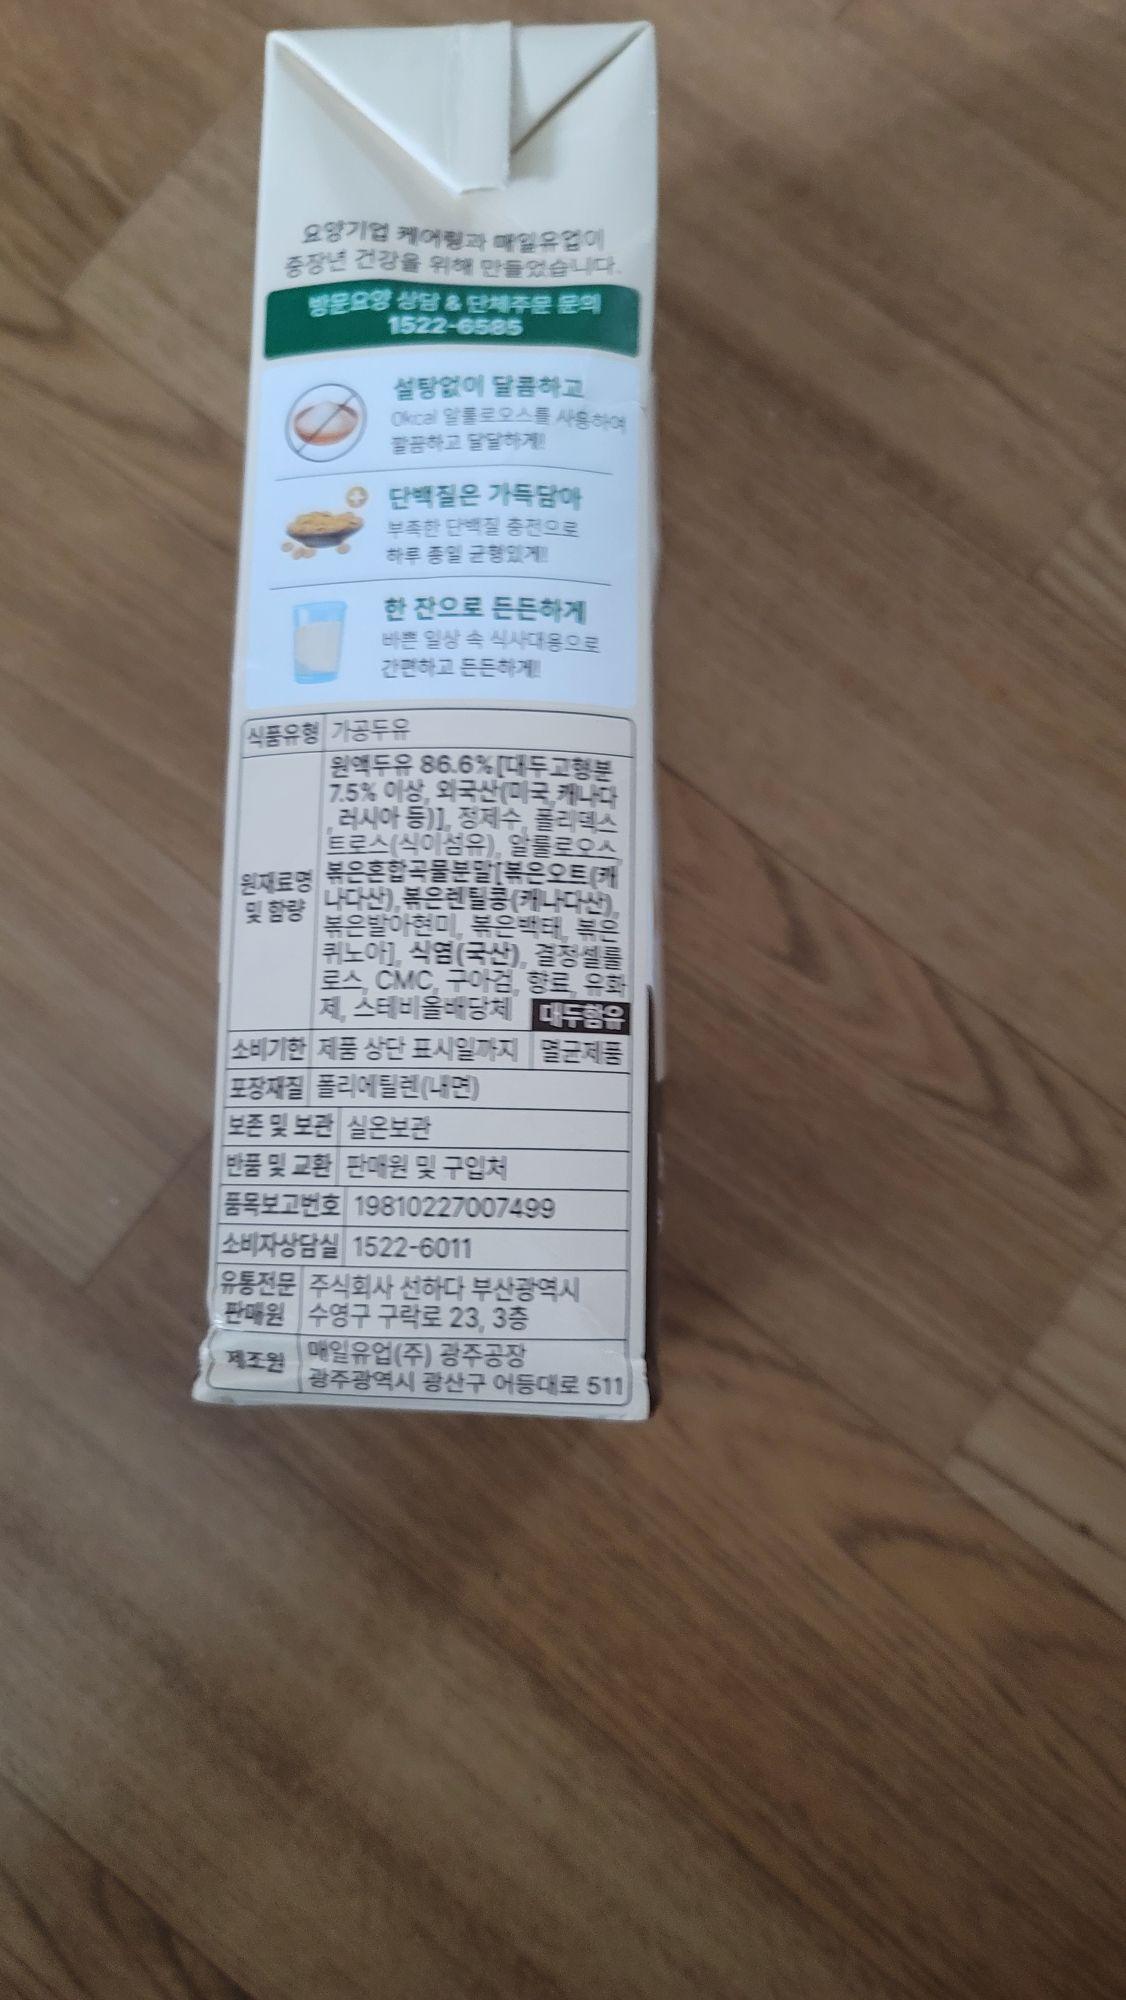 요양기업 케어링과 매일유업이
중장년 건강을 위해 만들었습니다.
방문요양 상담 & 단체주문 문의
1522-6585
설탕없이 달콤하고
0kcal 알룰로오스를 사용하여
깔끔하고 달달하게!
단백질은 가득담아
부족한 단백질 충전으로
하루 종일 균형있게!
한 잔으로 든든하게
바쁜 일상 속 식사대용으로
간편하고 든든하게!
식품유형 가공두유
원재료명 및 함량
원액두유 86.6%[대두고형분
7.5% 이상, 외국산(미국,캐나다
, 러시아 등)], 정제수, 폴리덱스
트로스(식이섬유), 알룰로오스,
볶은혼합곡물분말[볶은오트(캐
나다산),볶은렌틸콩(캐나다산),
볶은발아현미, 볶은백태, 볶은
퀴노아], 식염(국산), 결정셀룰
로스, CMC, 구아검, 향료, 유화
제, 스테비올배당체 대두함유
소비기한 제품 상단 표시일까지 멸균제품
포장재질 폴리에틸렌(내면)
보존 및 보관 실온보관
반품 및 교환 판매원 및 구입처
품목보고번호 19810227007499
소비자상담실 1522-6011
유통전문 주식회사 선하다 부산광역시
판매원 수영구 구락로 23, 3층
제조원 매일유업(주) 광주공장
광주광역시 광산구 어등대로 511